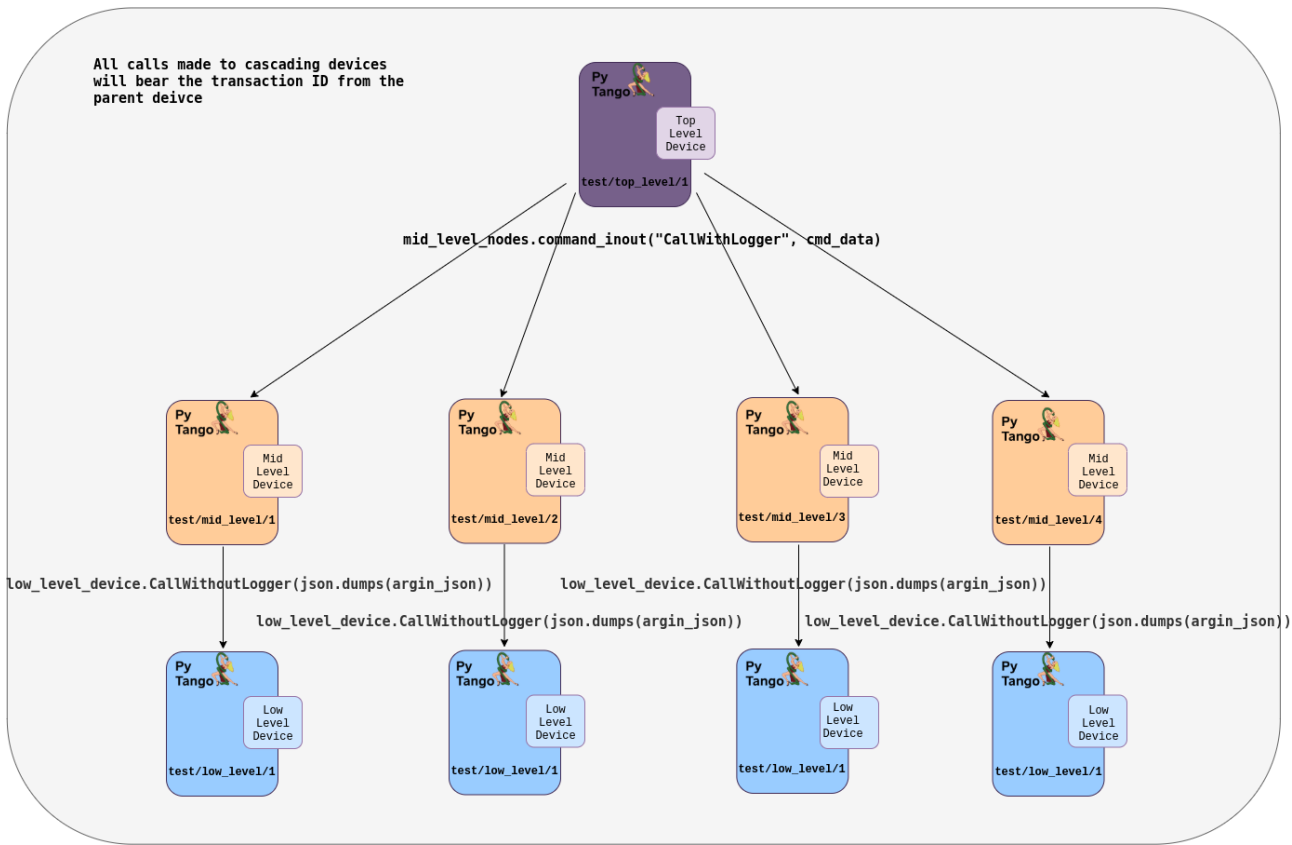 All calls made to cascading devices
will bear the transaction ID from the
parent deivce
Py
Tango
Top
Level
Device
test/top_level/1
mid_level_nodes.command_inout("CallWithLogger", cmd_data)
Py
Tango
Mid
Level
Device
test/mid_level/1
Py
Tango
Mid
Level
Device
test/mid_level/2
Py
Tango
Mid
Level
Device
test/mid_level/3
Py
Tango
Mid
Level
Device
test/mid_level/4
low_level_device.CallWithoutLogger(json.dumps(argin_json))
low_level_device.CallWithoutLogger(json.dumps(argin_json))
low_level_device.CallWithoutLogger(json.dumps(argin_json))
low_level_device.CallWithoutLogger(json.dumps(argin_json))
Py
Tango
Low
Level
Device
test/low_level/1
Py
Tango
Low
Level
Device
test/low_level/1
Py
Tango
Low
Level
Device
test/low_level/1
Py
Tango
Low
Level
Device
test/low_level/1